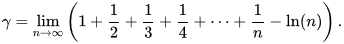 γ = lim_{n→∞} (1 + 1/2 + 1/3 + 1/4 + ⋯ + 1/n − ln(n)).